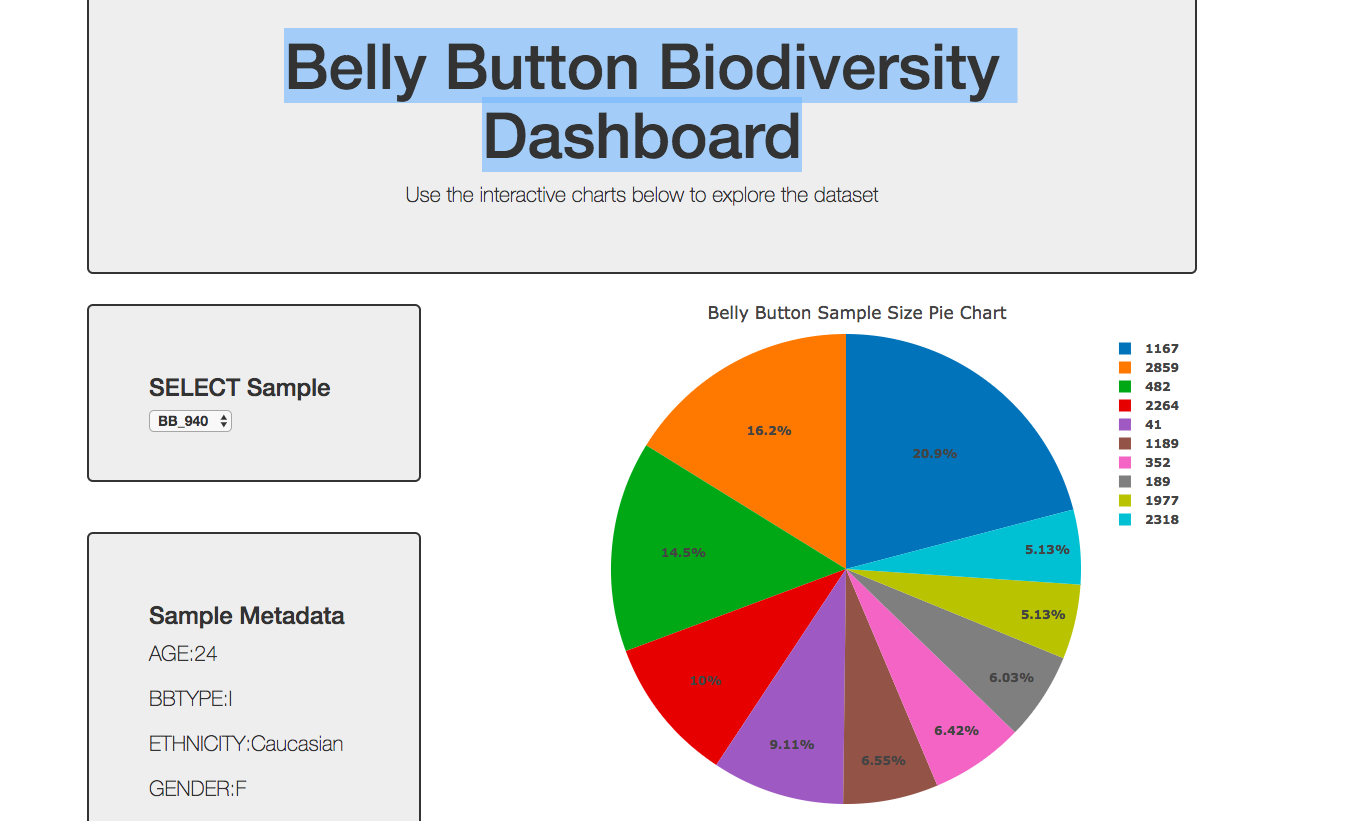 Belly Button Biodiversity
Dashboard
Use the interactive charts below to explore the dataset
SELECT Sample
BB_940
Sample Metadata
AGE:24
BBTYPE:I
ETHNICITY:Caucasian
GENDER:F
Belly Button Sample Size Pie Chart
20.9%
16.2%
14.5%
10%
9.11%
6.55%
6.42%
6.03%
5.13%
5.13%
1167
2859
482
2264
41
1189
352
189
1977
2318